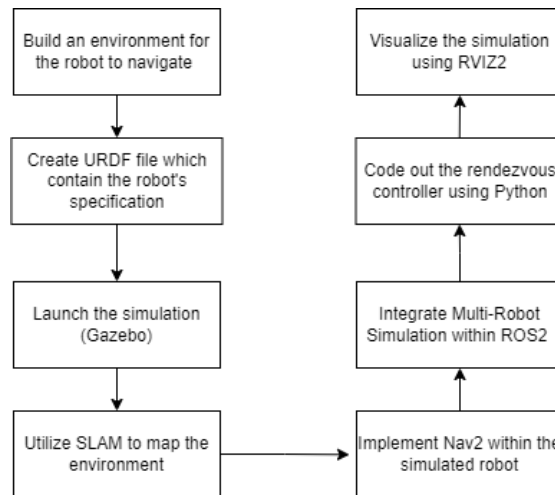 Build an environment for
the robot to navigate
Create URDF file which
contain the robot's
specification
Launch the simulation
(Gazebo)
Utilize SLAM to map the
environment
Implement Nav2 within the
simulated robot
Integrate Multi-Robot
Simulation within ROS2
Code out the rendezvous
controller using Python
Visualize the simulation
using RVIZ2